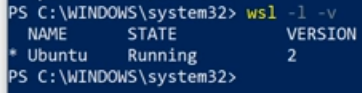 PS C:\WINDOWS\system32> wsl -l -v
  NAME      STATE           VERSION
* Ubuntu    Running         2
PS C:\WINDOWS\system32>